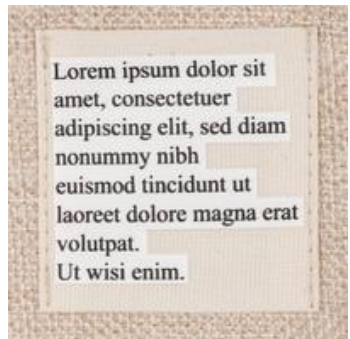 Lorem ipsum dolor sit
amet, consectetuer
adipiscing elit, sed diam
nonummy nibh
euismod tincidunt ut
laoreet dolore magna erat
volutpat.
Ut wisi enim.